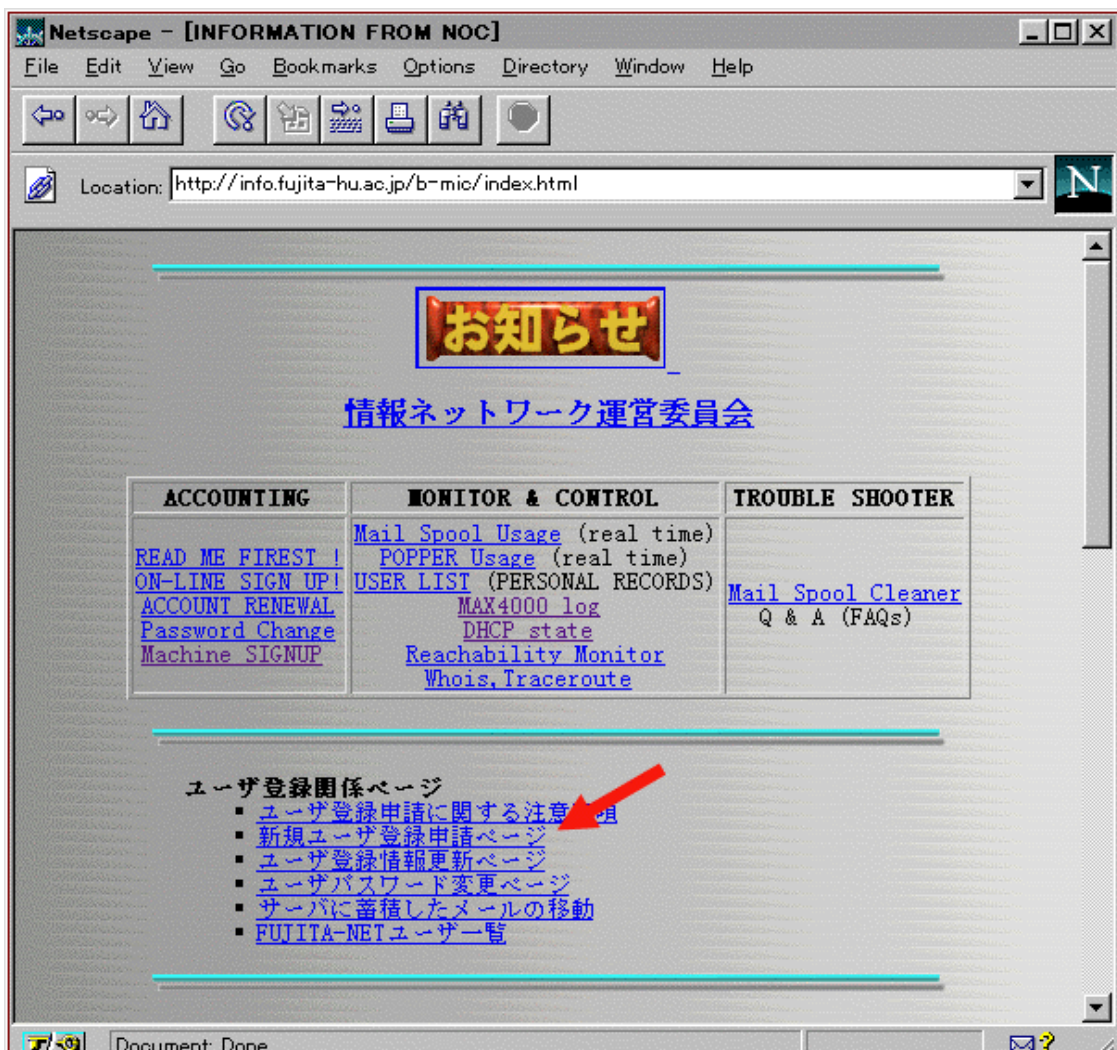 Netscape - [INFORMATION FROM NOC]
File Edit View Go Bookmarks Options Directory Window Help
Location: http://info.fujita-hu.ac.jp/b-mic/index.html
N
お知らせ
情報ネットワーク運営委員会
ACCOUNTING MONITOR & CONTROL TROUBLE SHOOTER
READ ME FIREST !
ON-LINE SIGN UP!
ACCOUNT RENEWAL
Password Change
Machine SIGNUP
Mail Spool Usage (real time)
POPPER Usage (real time)
USER LIST (PERSONAL RECORDS)
MAX4000 log
DHCP state
Reachability Monitor
Whois,Traceroute
Mail Spool Cleaner
Q & A (FAQs)
ユーザ登録関係ページ
ユーザ登録申請に関する注意事項
新規ユーザ登録申請ページ
ユーザ登録情報更新ページ
ユーザパスワード変更ページ
サーバに蓄積したメールの移動
FUJITA-NETユーザ一覧
Document: Done